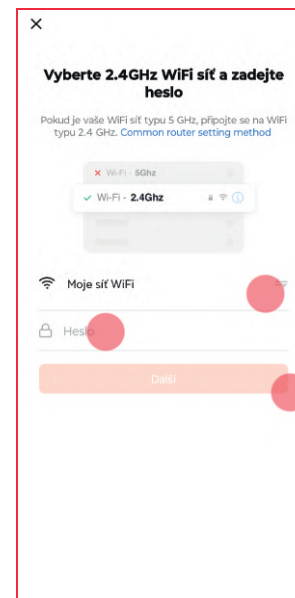 Vyberte 2.4GHz WiFi síť a zadejte
heslo
Pokud je vaše WiFi síť typu 5 GHz, připojte se na WiFi
typu 2.4 GHz. Common router setting method
Wi-Fi - 5Ghz
Wi-Fi - 2.4Ghz
Moje síť WiFi
Heslo
Další